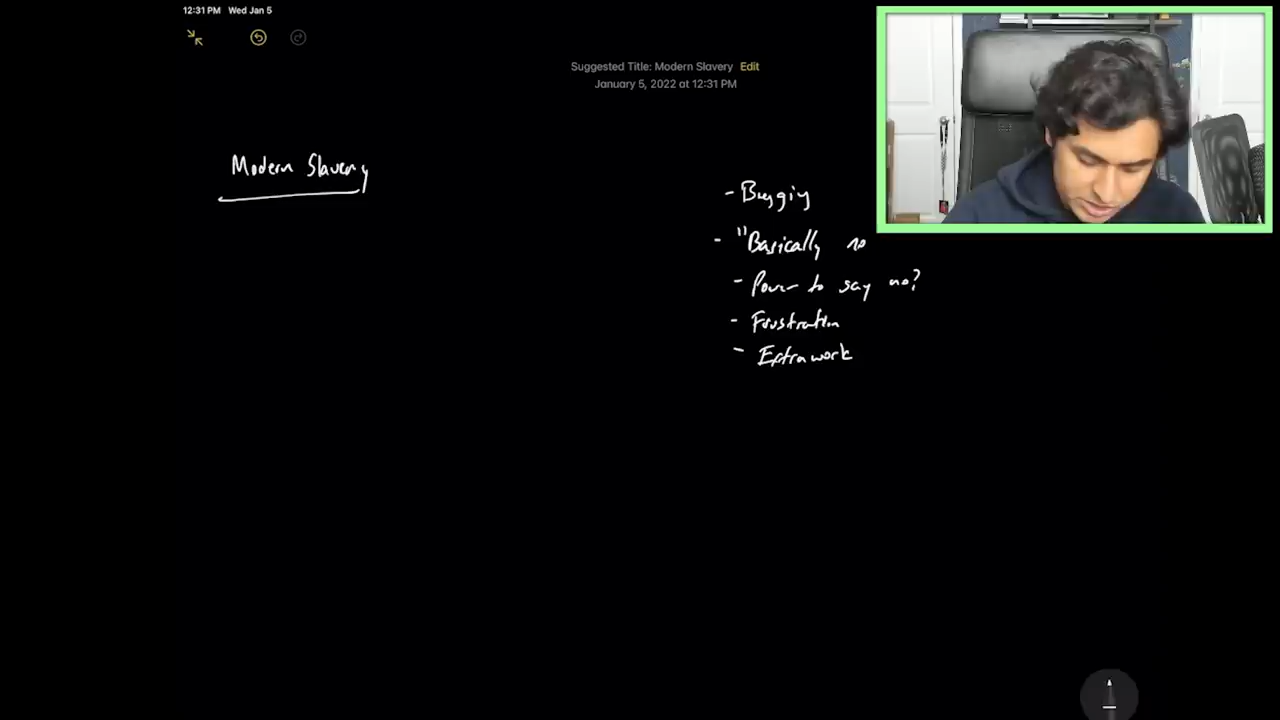 12:31 PM Wed Jan 5
Suggested Title: Modern Slavery Edit
January 5, 2022 at 12:31 PM
Modern Slavery
- Bugging
- "Basically no
- Power to say no?
- Frustration
- Extra work